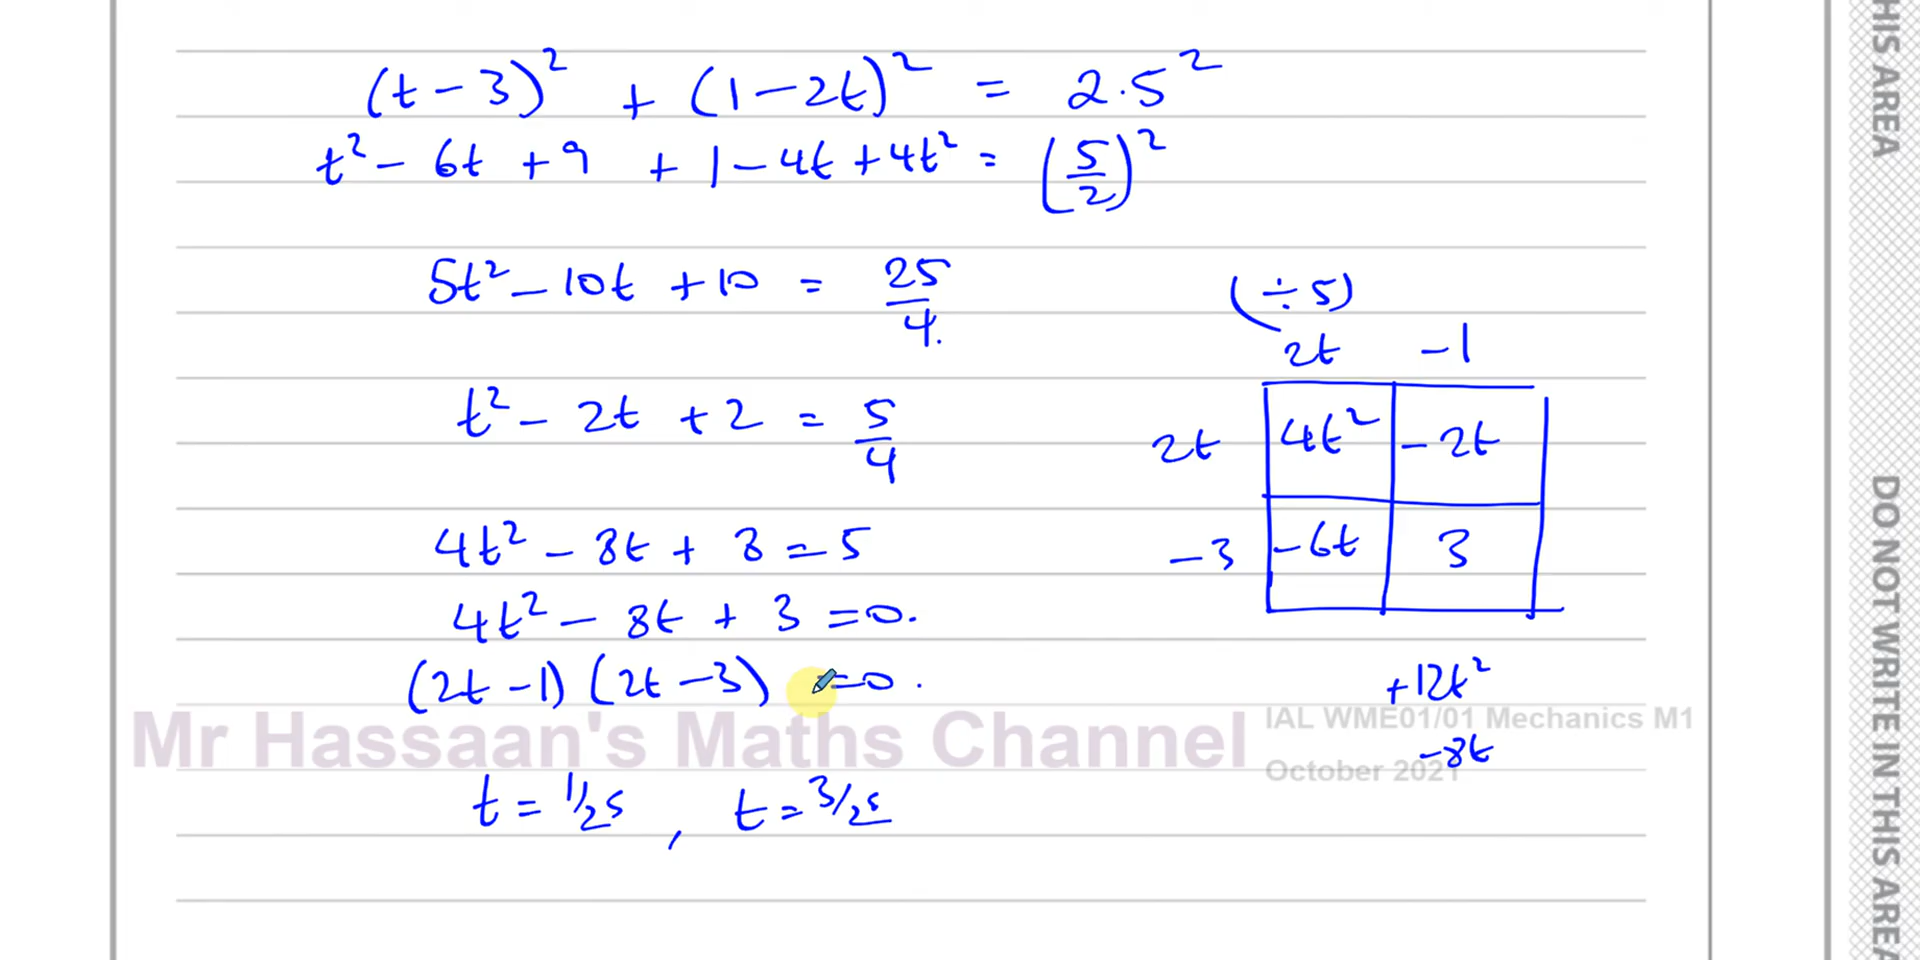 (t - 3)² + (1 - 2t)² = 2.5²
t² - 6t + 9 + 1 - 4t + 4t² = (5/2)²
5t² - 10t + 10 = 25/4.
(÷ 5)
t² - 2t + 2 = 5/4
4t² - 8t + 8 = 5
4t² - 8t + 3 = 0.
(2t - 1) (2t - 3) = 0.
t = 1/2 s , t = 3/2 s
2t -1
2t 4t² -2t
-3 -6t 3
+12t²
-8t
Mr Hassaan's Maths Channel
IAL WME01/01 Mechanics M1
October 2021
HIS AREA
DO NOT WRITE IN THIS AREA